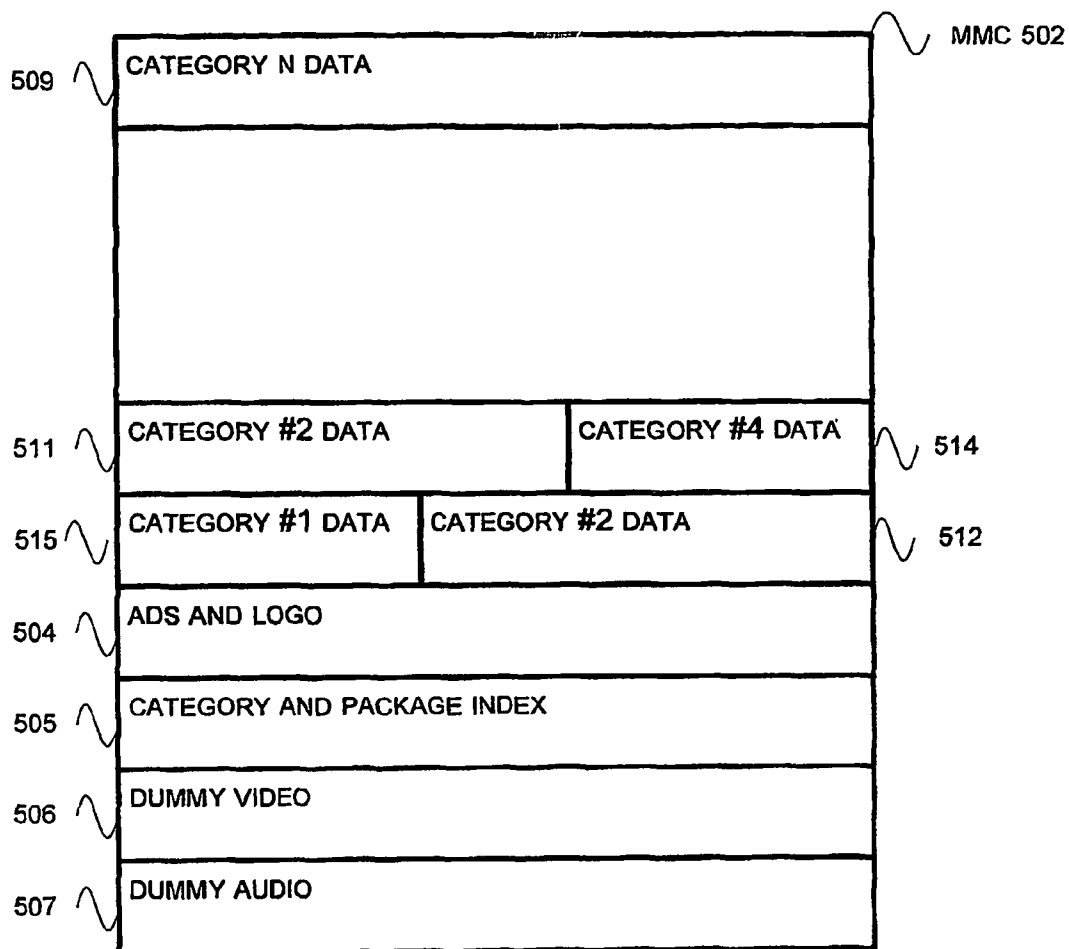 MMC 502
509 CATEGORY N DATA
511 CATEGORY #2 DATA CATEGORY #4 DATA 514
515 CATEGORY #1 DATA CATEGORY #2 DATA 512
504 ADS AND LOGO
505 CATEGORY AND PACKAGE INDEX
506 DUMMY VIDEO
507 DUMMY AUDIO